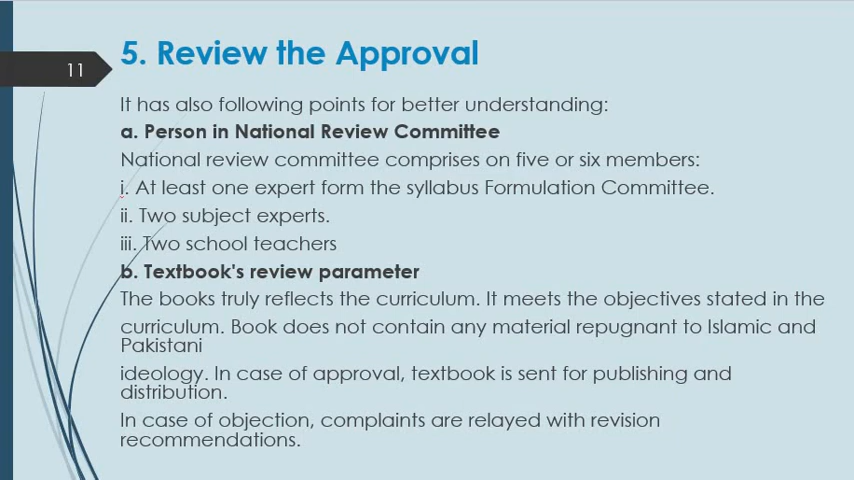 11
5. Review the Approval
It has also following points for better understanding:
a. Person in National Review Committee
National review committee comprises on five or six members:
i. At least one expert form the syllabus Formulation Committee.
ii. Two subject experts.
iii. Two school teachers
b. Textbook's review parameter
The books truly reflects the curriculum. It meets the objectives stated in the
curriculum. Book does not contain any material repugnant to Islamic and
Pakistani
ideology. In case of approval, textbook is sent for publishing and
distribution.
In case of objection, complaints are relayed with revision
recommendations.